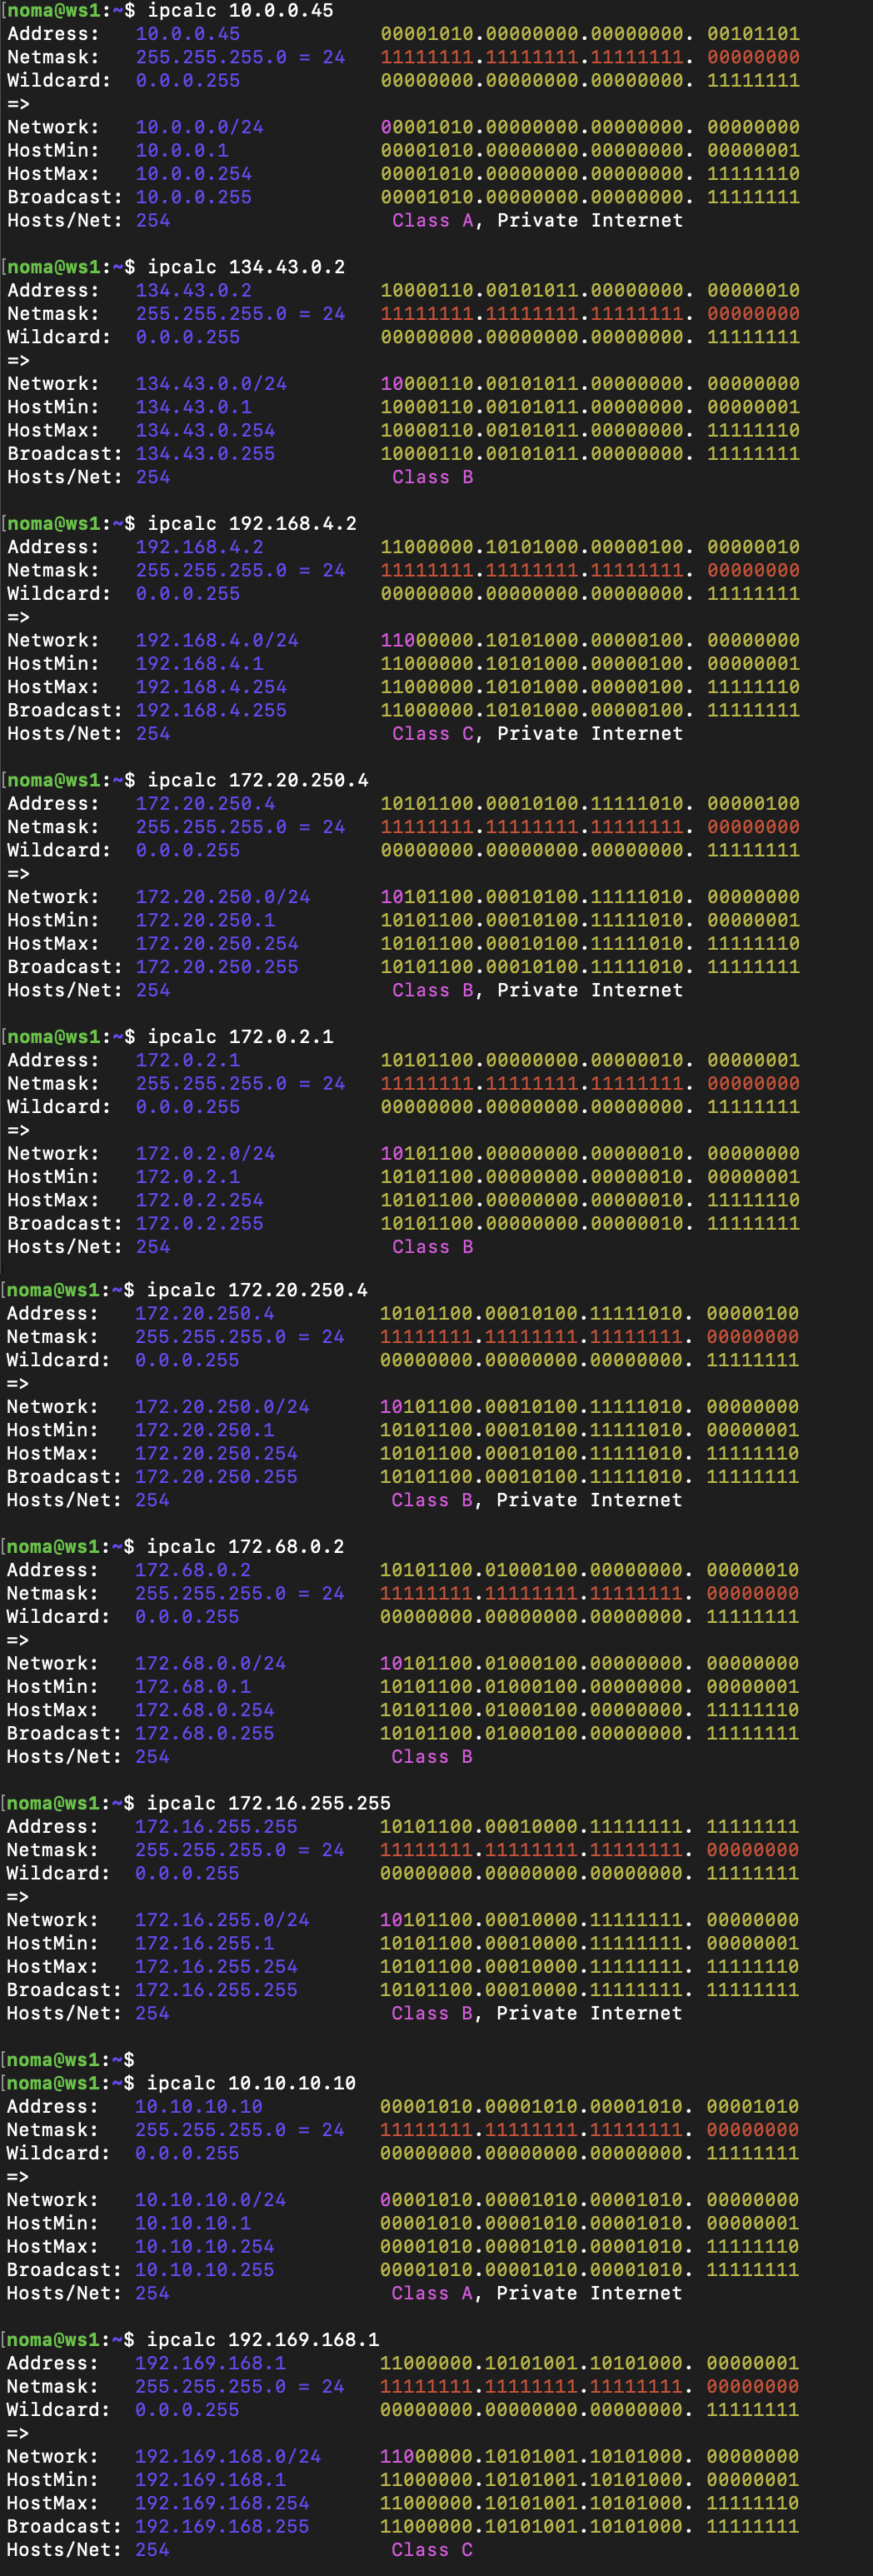 [noma@ws1:~$ ipcalc 10.0.0.45
Address:   10.0.0.45            00001010.00000000.00000000. 00101101
Netmask:   255.255.255.0 = 24   11111111.11111111.11111111. 00000000
Wildcard:  0.0.0.255            00000000.00000000.00000000. 11111111
=>
Network:   10.0.0.0/24          00001010.00000000.00000000. 00000000
HostMin:   10.0.0.1             00001010.00000000.00000000. 00000001
HostMax:   10.0.0.254           00001010.00000000.00000000. 11111110
Broadcast: 10.0.0.255           00001010.00000000.00000000. 11111111
Hosts/Net: 254                   Class A, Private Internet

[noma@ws1:~$ ipcalc 134.43.0.2
Address:   134.43.0.2           10000110.00101011.00000000. 00000010
Netmask:   255.255.255.0 = 24   11111111.11111111.11111111. 00000000
Wildcard:  0.0.0.255            00000000.00000000.00000000. 11111111
=>
Network:   134.43.0.0/24        10000110.00101011.00000000. 00000000
HostMin:   134.43.0.1           10000110.00101011.00000000. 00000001
HostMax:   134.43.0.254         10000110.00101011.00000000. 11111110
Broadcast: 134.43.0.255         10000110.00101011.00000000. 11111111
Hosts/Net: 254                   Class B

[noma@ws1:~$ ipcalc 192.168.4.2
Address:   192.168.4.2          11000000.10101000.00000100. 00000010
Netmask:   255.255.255.0 = 24   11111111.11111111.11111111. 00000000
Wildcard:  0.0.0.255            00000000.00000000.00000000. 11111111
=>
Network:   192.168.4.0/24       11000000.10101000.00000100. 00000000
HostMin:   192.168.4.1          11000000.10101000.00000100. 00000001
HostMax:   192.168.4.254        11000000.10101000.00000100. 11111110
Broadcast: 192.168.4.255        11000000.10101000.00000100. 11111111
Hosts/Net: 254                   Class C, Private Internet

[noma@ws1:~$ ipcalc 172.20.250.4
Address:   172.20.250.4         10101100.00010100.11111010. 00000100
Netmask:   255.255.255.0 = 24   11111111.11111111.11111111. 00000000
Wildcard:  0.0.0.255            00000000.00000000.00000000. 11111111
=>
Network:   172.20.250.0/24      10101100.00010100.11111010. 00000000
HostMin:   172.20.250.1         10101100.00010100.11111010. 00000001
HostMax:   172.20.250.254       10101100.00010100.11111010. 11111110
Broadcast: 172.20.250.255       10101100.00010100.11111010. 11111111
Hosts/Net: 254                   Class B, Private Internet

[noma@ws1:~$ ipcalc 172.0.2.1
Address:   172.0.2.1            10101100.00000000.00000010. 00000001
Netmask:   255.255.255.0 = 24   11111111.11111111.11111111. 00000000
Wildcard:  0.0.0.255            00000000.00000000.00000000. 11111111
=>
Network:   172.0.2.0/24         10101100.00000000.00000010. 00000000
HostMin:   172.0.2.1            10101100.00000000.00000010. 00000001
HostMax:   172.0.2.254          10101100.00000000.00000010. 11111110
Broadcast: 172.0.2.255          10101100.00000000.00000010. 11111111
Hosts/Net: 254                   Class B

[noma@ws1:~$ ipcalc 172.20.250.4
Address:   172.20.250.4         10101100.00010100.11111010. 00000100
Netmask:   255.255.255.0 = 24   11111111.11111111.11111111. 00000000
Wildcard:  0.0.0.255            00000000.00000000.00000000. 11111111
=>
Network:   172.20.250.0/24      10101100.00010100.11111010. 00000000
HostMin:   172.20.250.1         10101100.00010100.11111010. 00000001
HostMax:   172.20.250.254       10101100.00010100.11111010. 11111110
Broadcast: 172.20.250.255       10101100.00010100.11111010. 11111111
Hosts/Net: 254                   Class B, Private Internet

[noma@ws1:~$ ipcalc 172.68.0.2
Address:   172.68.0.2           10101100.01000100.00000000. 00000010
Netmask:   255.255.255.0 = 24   11111111.11111111.11111111. 00000000
Wildcard:  0.0.0.255            00000000.00000000.00000000. 11111111
=>
Network:   172.68.0.0/24        10101100.01000100.00000000. 00000000
HostMin:   172.68.0.1           10101100.01000100.00000000. 00000001
HostMax:   172.68.0.254         10101100.01000100.00000000. 11111110
Broadcast: 172.68.0.255         10101100.01000100.00000000. 11111111
Hosts/Net: 254                   Class B

[noma@ws1:~$ ipcalc 172.16.255.255
Address:   172.16.255.255       10101100.00010000.11111111. 11111111
Netmask:   255.255.255.0 = 24   11111111.11111111.11111111. 00000000
Wildcard:  0.0.0.255            00000000.00000000.00000000. 11111111
=>
Network:   172.16.255.0/24      10101100.00010000.11111111. 00000000
HostMin:   172.16.255.1         10101100.00010000.11111111. 00000001
HostMax:   172.16.255.254       10101100.00010000.11111111. 11111110
Broadcast: 172.16.255.255       10101100.00010000.11111111. 11111111
Hosts/Net: 254                   Class B, Private Internet

[noma@ws1:~$
[noma@ws1:~$ ipcalc 10.10.10.10
Address:   10.10.10.10          00001010.00001010.00001010. 00001010
Netmask:   255.255.255.0 = 24   11111111.11111111.11111111. 00000000
Wildcard:  0.0.0.255            00000000.00000000.00000000. 11111111
=>
Network:   10.10.10.0/24        00001010.00001010.00001010. 00000000
HostMin:   10.10.10.1           00001010.00001010.00001010. 00000001
HostMax:   10.10.10.254         00001010.00001010.00001010. 11111110
Broadcast: 10.10.10.255         00001010.00001010.00001010. 11111111
Hosts/Net: 254                   Class A, Private Internet

[noma@ws1:~$ ipcalc 192.169.168.1
Address:   192.169.168.1        11000000.10101001.10101000. 00000001
Netmask:   255.255.255.0 = 24   11111111.11111111.11111111. 00000000
Wildcard:  0.0.0.255            00000000.00000000.00000000. 11111111
=>
Network:   192.169.168.0/24     11000000.10101001.10101000. 00000000
HostMin:   192.169.168.1        11000000.10101001.10101000. 00000001
HostMax:   192.169.168.254      11000000.10101001.10101000. 11111110
Broadcast: 192.169.168.255      11000000.10101001.10101000. 11111111
Hosts/Net: 254                   Class C